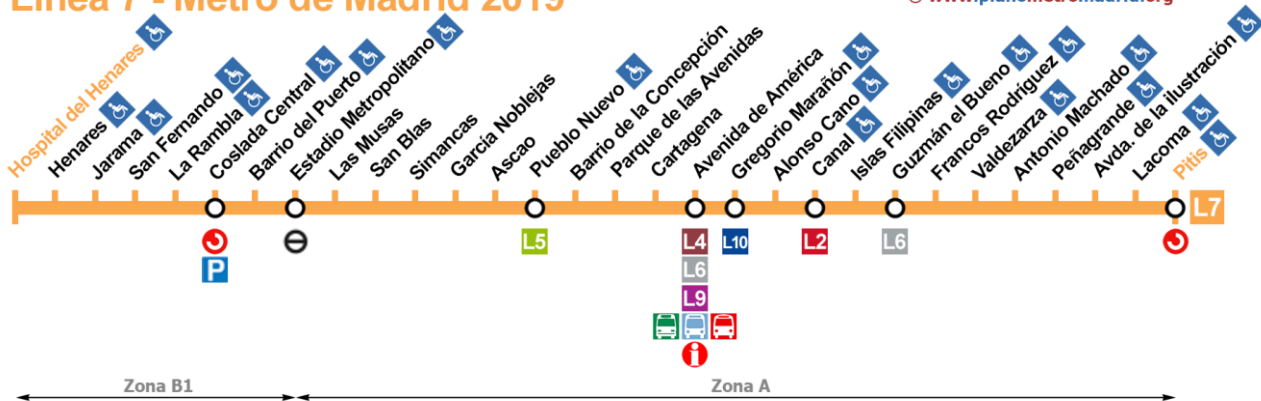 Línea 7 - Metro de Madrid 2019
© www.planometromadrid.org
Hospital del Henares
Henares
Jarama
San Fernando
La Rambla
Coslada Central
Barrio del Puerto
Estadio Metropolitano
Las Musas
San Blas
Simancas
García Noblejas
Ascao
Pueblo Nuevo
Barrio de la Concepción
Parque de las Avenidas
Cartagena
Avenida de América
Gregorio Marañón
Alonso Cano
Canal
Islas Filipinas
Guzmán el Bueno
Francos Rodríguez
Valdezarza
Antonio Machado
Peñagrande
Avda. de la ilustración
Lacoma
Pitis
L7
P
L5
L4
L6
L9
L10
L2
L6
i
Zona B1
Zona A